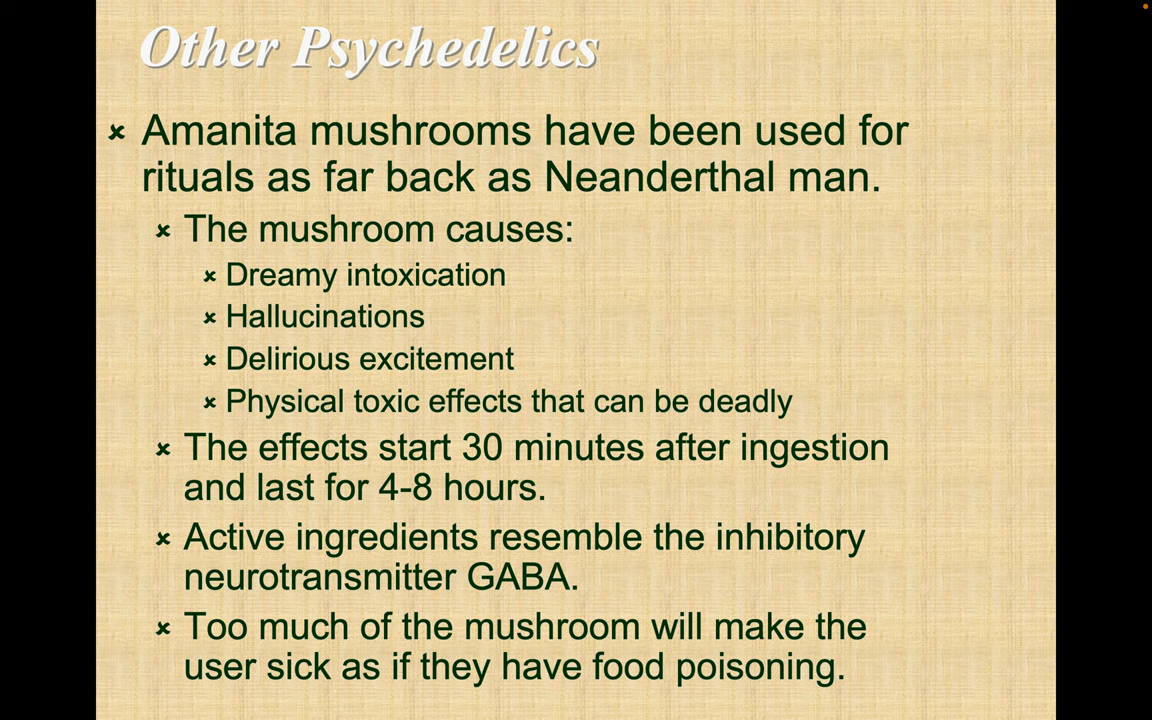 Other Psychedelics
Amanita mushrooms have been used for
rituals as far back as Neanderthal man.
The mushroom causes:
Dreamy intoxication
Hallucinations
Delirious excitement
Physical toxic effects that can be deadly
The effects start 30 minutes after ingestion
and last for 4-8 hours.
Active ingredients resemble the inhibitory
neurotransmitter GABA.
Too much of the mushroom will make the
user sick as if they have food poisoning.